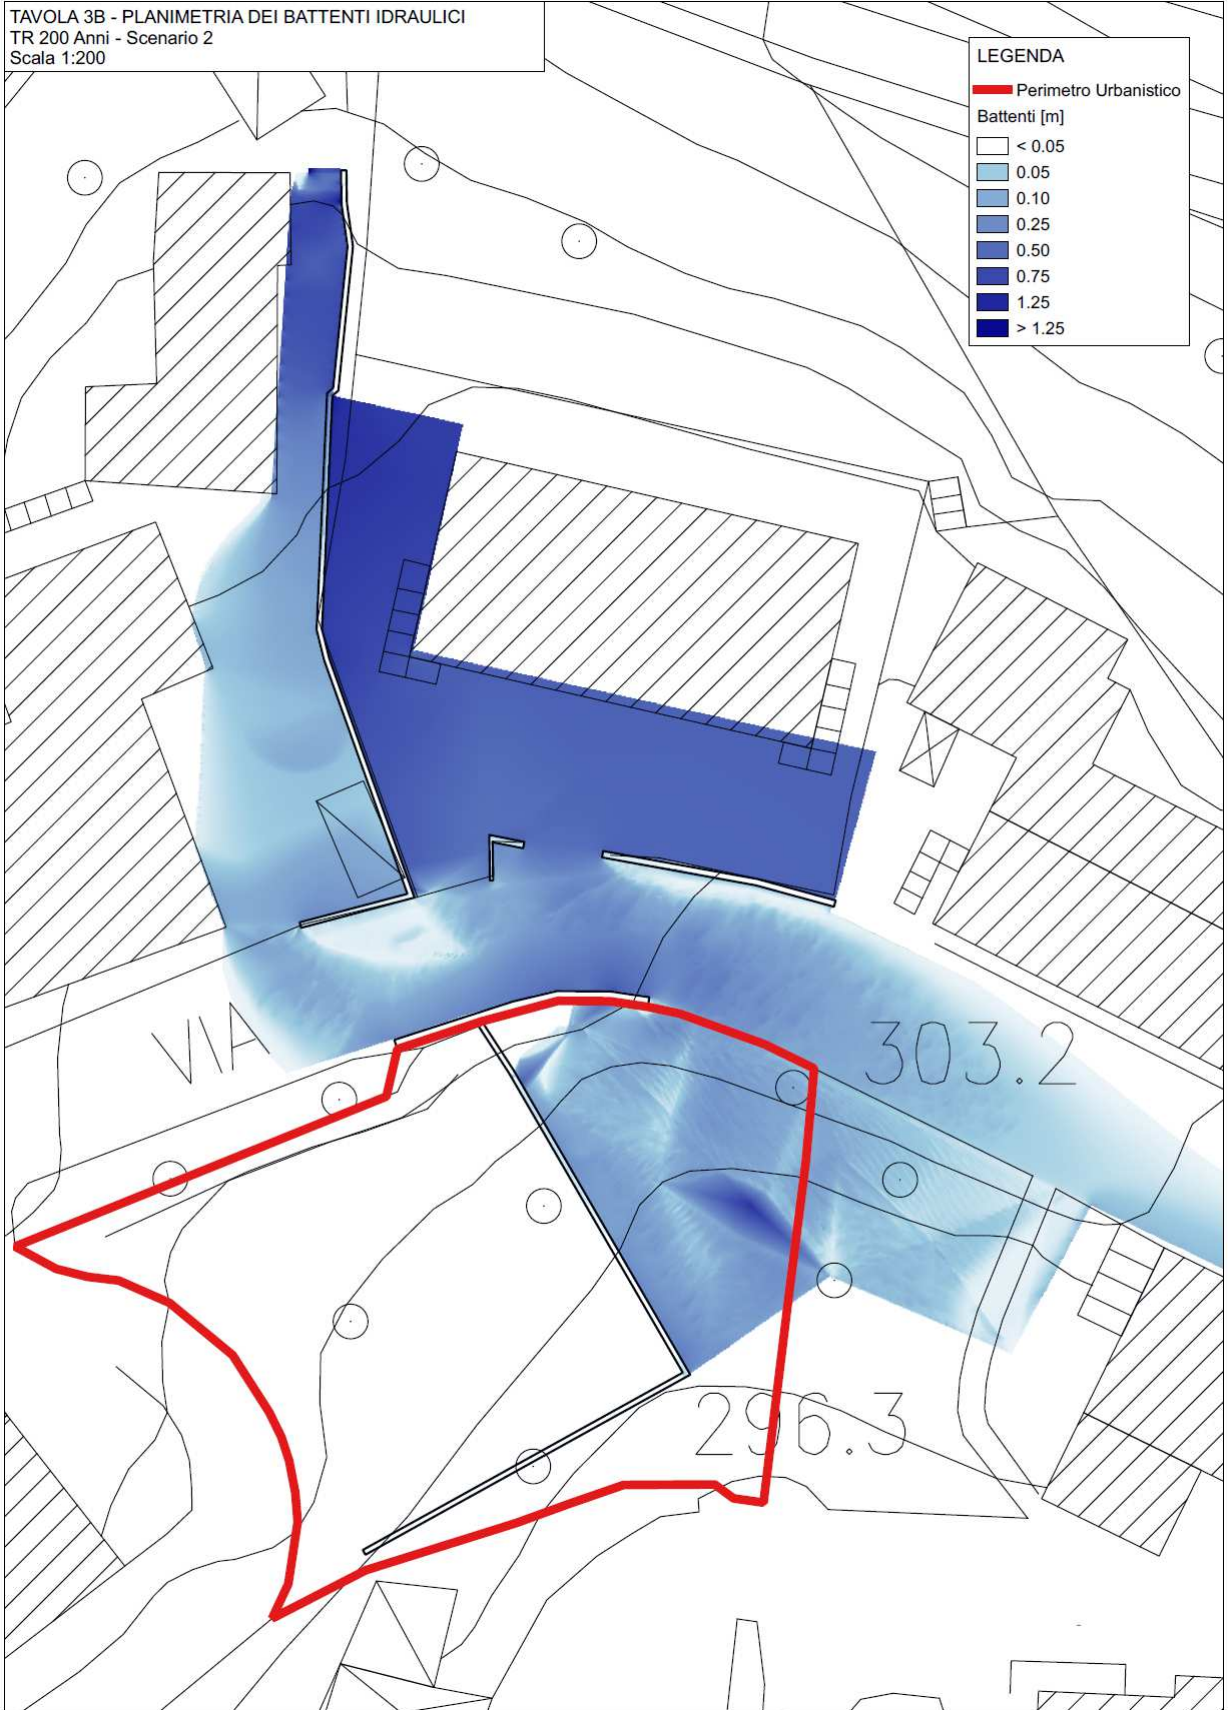 TAVOLA 3B - PLANIMETRIA DEI BATTENTI IDRAULICI
TR 200 Anni - Scenario 2
Scala 1:200
LEGENDA
Perimetro Urbanistico
Battenti [m]
< 0.05
0.05
0.10
0.25
0.50
0.75
1.25
> 1.25
VIA
303.2
296.3